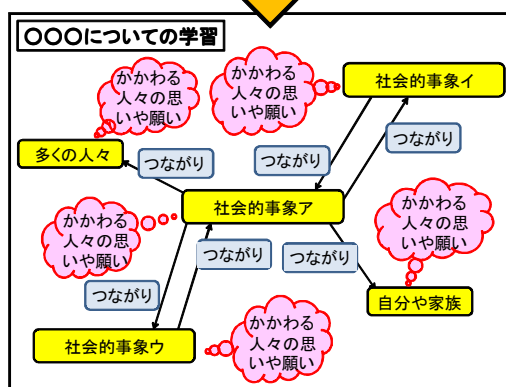 ○○○についての学習
かかわる
人々の思
いや願い
かかわる
人々の思
いや願い
社会的事象イ
多くの人々
つながり
つながり
つながり
社会的事象ア
かかわる
人々の思
いや願い
かかわる
人々の思
いや願い
つながり
つながり
つながり
自分や家族
社会的事象ウ
かかわる
人々の思
いや願い